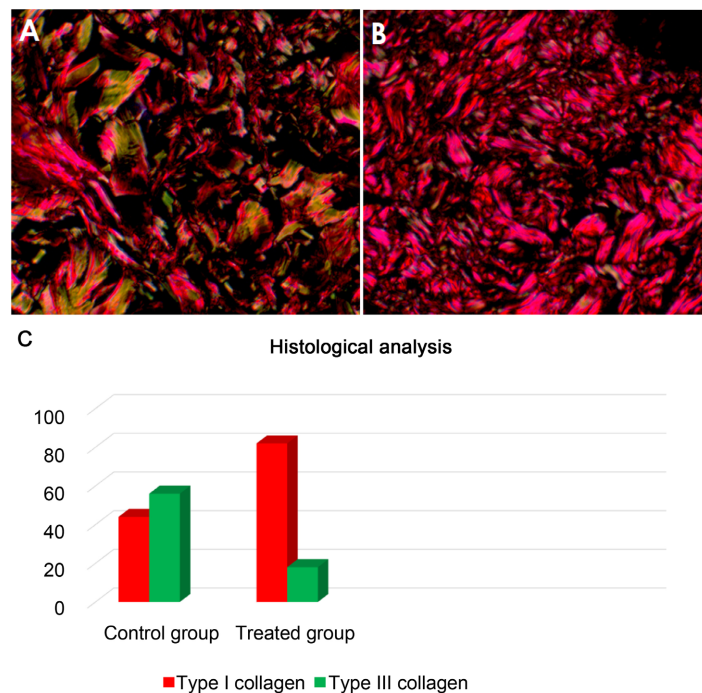 A
B
C
Histological analysis
100
80
60
40
20
0
Control group
Treated group
Type I collagen
Type III collagen